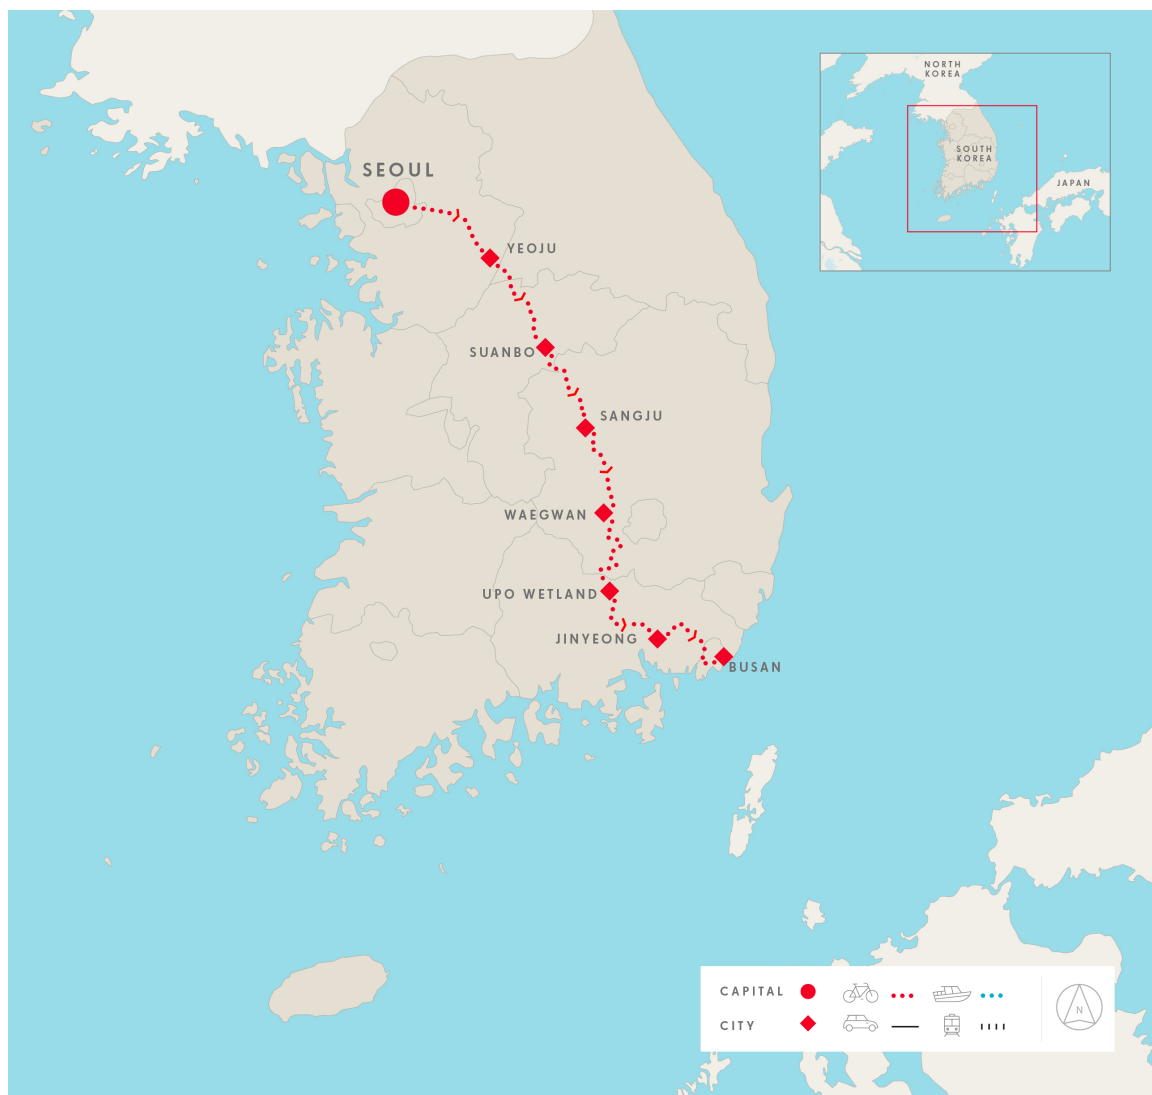 NORTH
KOREA
SOUTH
KOREA
JAPAN
SEOUL
YEOJU
SUANBO
SANGJU
WAEGWAN
UPO WETLAND
JINYEONG
BUSAN
CAPITAL
CITY
N